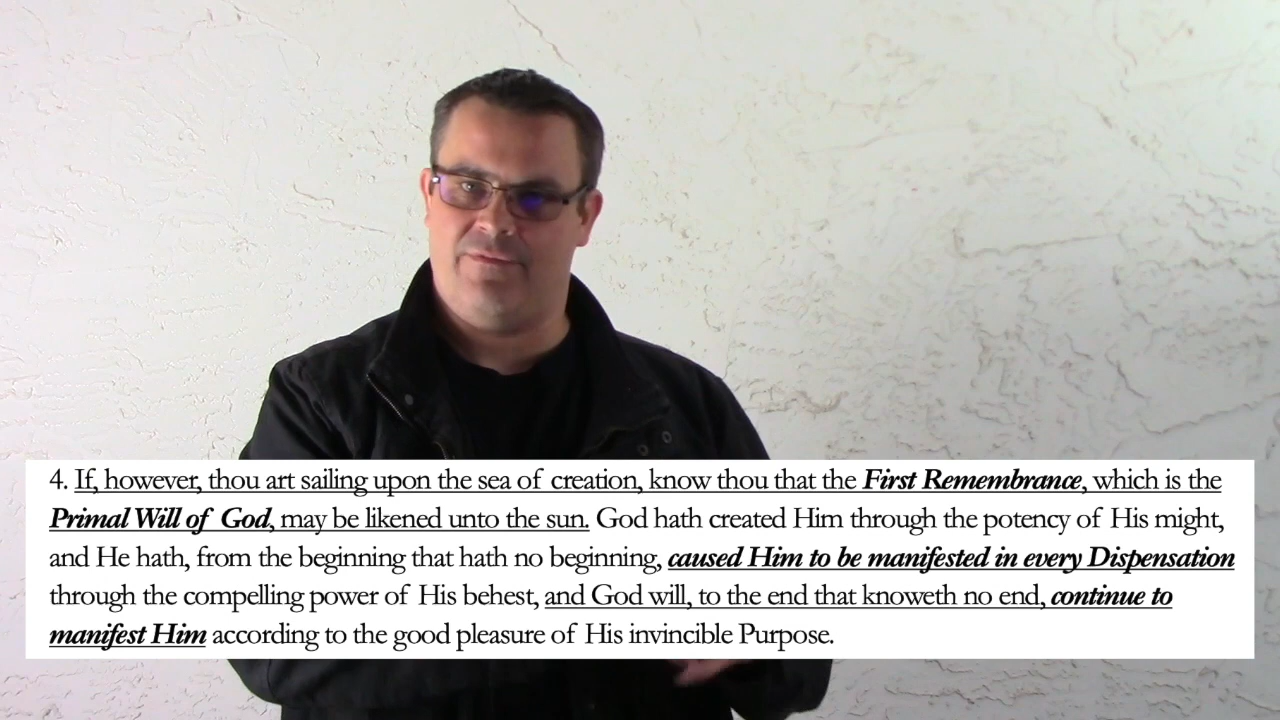 4. If, however, thou art sailing upon the sea of creation, know thou that the First Remembrance, which is the
Primal Will of God, may be likened unto the sun. God hath created Him through the potency of His might,
and He hath, from the beginning that hath no beginning, caused Him to be manifested in every Dispensation
through the compelling power of His behest, and God will, to the end that knoweth no end, continue to
manifest Him according to the good pleasure of His invincible Purpose.